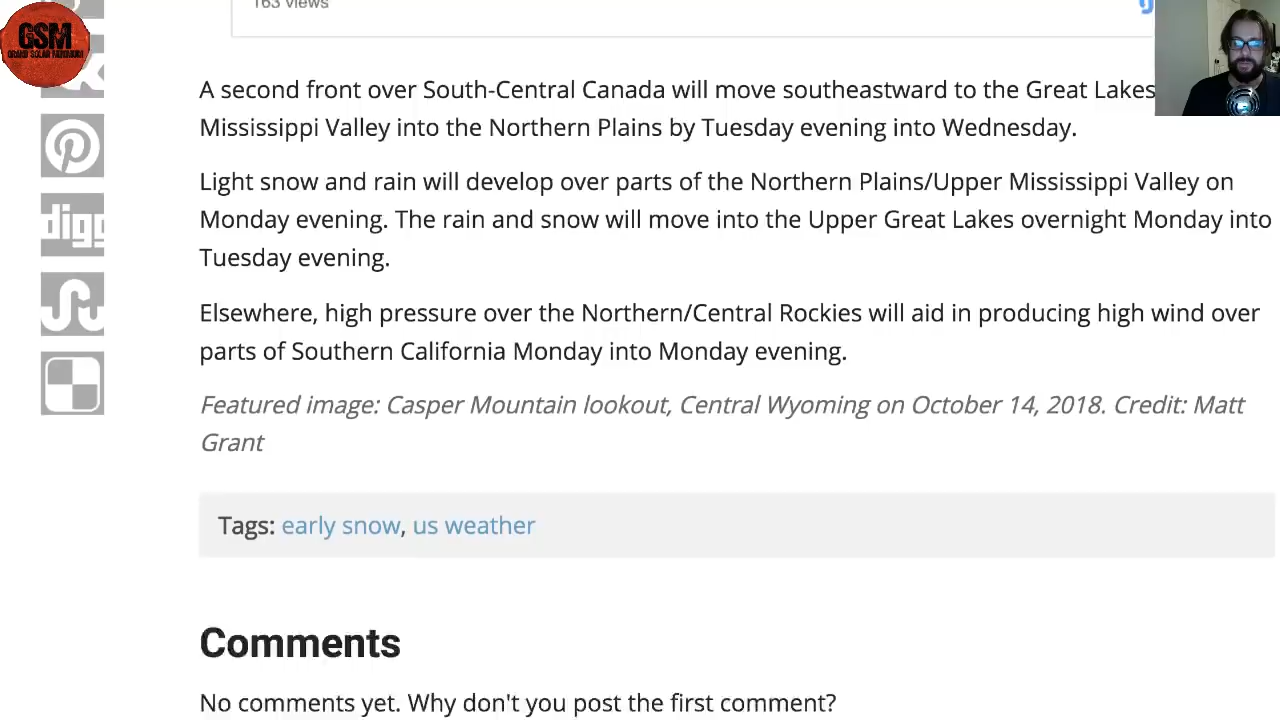 GSM
GRAND SOLAR MINIMUM
163 views
A second front over South-Central Canada will move southeastward to the Great Lakes
Mississippi Valley into the Northern Plains by Tuesday evening into Wednesday.
Light snow and rain will develop over parts of the Northern Plains/Upper Mississippi Valley on
Monday evening. The rain and snow will move into the Upper Great Lakes overnight Monday into
Tuesday evening.
Elsewhere, high pressure over the Northern/Central Rockies will aid in producing high wind over
parts of Southern California Monday into Monday evening.
Featured image: Casper Mountain lookout, Central Wyoming on October 14, 2018. Credit: Matt
Grant
digg
Tags: early snow, us weather
Comments
No comments yet. Why don't you post the first comment?